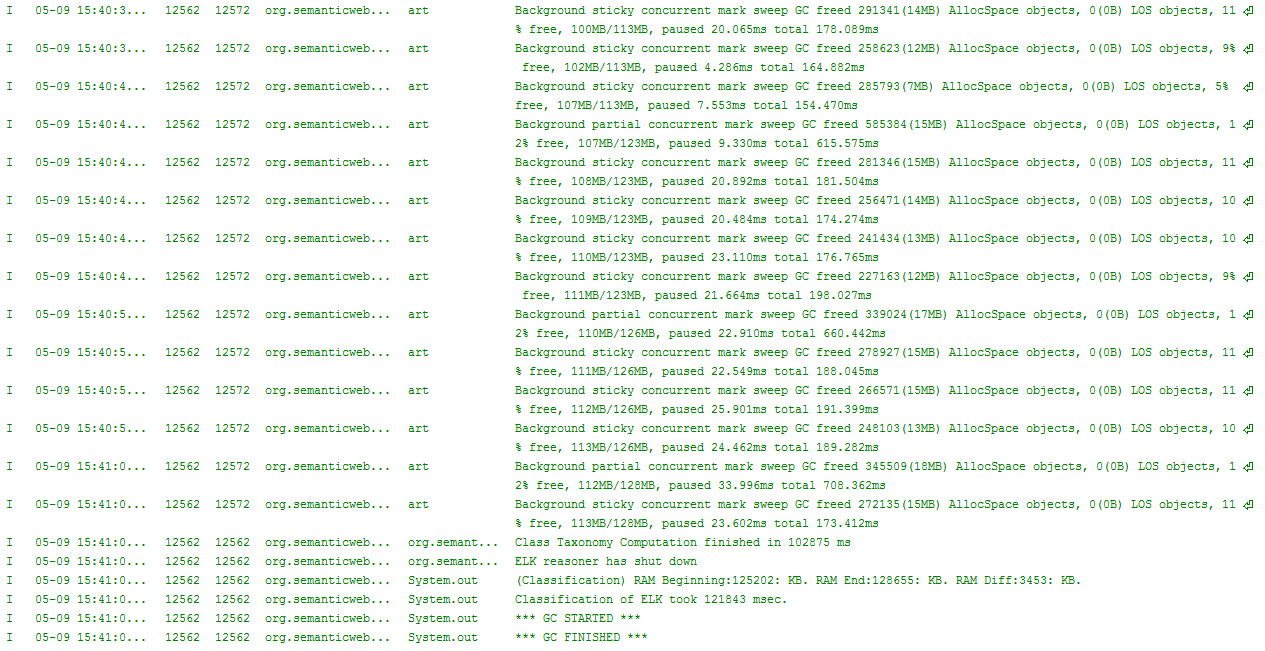 I 05-09 15:40:3... 12562 12572 org.semanticweb... art Background sticky concurrent mark sweep GC freed 291341(14MB) AllocSpace objects, 0(0B) LOS objects, 11
% free, 100MB/113MB, paused 20.065ms total 178.089ms
I 05-09 15:40:3... 12562 12572 org.semanticweb... art Background sticky concurrent mark sweep GC freed 258623(12MB) AllocSpace objects, 0(0B) LOS objects, 9%
free, 102MB/113MB, paused 4.286ms total 164.882ms
I 05-09 15:40:4... 12562 12572 org.semanticweb... art Background sticky concurrent mark sweep GC freed 285793(7MB) AllocSpace objects, 0(0B) LOS objects, 5%
free, 107MB/113MB, paused 7.553ms total 154.470ms
I 05-09 15:40:4... 12562 12572 org.semanticweb... art Background partial concurrent mark sweep GC freed 585384(15MB) AllocSpace objects, 0(0B) LOS objects, 1
2% free, 107MB/123MB, paused 9.330ms total 615.575ms
I 05-09 15:40:4... 12562 12572 org.semanticweb... art Background sticky concurrent mark sweep GC freed 281346(15MB) AllocSpace objects, 0(0B) LOS objects, 11
% free, 108MB/123MB, paused 20.892ms total 181.504ms
I 05-09 15:40:4... 12562 12572 org.semanticweb... art Background sticky concurrent mark sweep GC freed 256471(14MB) AllocSpace objects, 0(0B) LOS objects, 10
% free, 109MB/123MB, paused 20.484ms total 174.274ms
I 05-09 15:40:4... 12562 12572 org.semanticweb... art Background sticky concurrent mark sweep GC freed 241434(13MB) AllocSpace objects, 0(0B) LOS objects, 10
% free, 110MB/123MB, paused 23.110ms total 176.765ms
I 05-09 15:40:4... 12562 12572 org.semanticweb... art Background sticky concurrent mark sweep GC freed 227163(12MB) AllocSpace objects, 0(0B) LOS objects, 9%
free, 111MB/123MB, paused 21.664ms total 198.027ms
I 05-09 15:40:5... 12562 12572 org.semanticweb... art Background partial concurrent mark sweep GC freed 339024(17MB) AllocSpace objects, 0(0B) LOS objects, 1
2% free, 110MB/126MB, paused 22.910ms total 660.442ms
I 05-09 15:40:5... 12562 12572 org.semanticweb... art Background sticky concurrent mark sweep GC freed 278927(15MB) AllocSpace objects, 0(0B) LOS objects, 11
% free, 111MB/126MB, paused 22.549ms total 188.045ms
I 05-09 15:40:5... 12562 12572 org.semanticweb... art Background sticky concurrent mark sweep GC freed 266571(15MB) AllocSpace objects, 0(0B) LOS objects, 11
% free, 112MB/126MB, paused 25.901ms total 191.399ms
I 05-09 15:40:5... 12562 12572 org.semanticweb... art Background sticky concurrent mark sweep GC freed 248103(13MB) AllocSpace objects, 0(0B) LOS objects, 10
% free, 113MB/126MB, paused 24.462ms total 189.282ms
I 05-09 15:41:0... 12562 12572 org.semanticweb... art Background partial concurrent mark sweep GC freed 345509(18MB) AllocSpace objects, 0(0B) LOS objects, 1
2% free, 112MB/128MB, paused 33.996ms total 708.362ms
I 05-09 15:41:0... 12562 12572 org.semanticweb... art Background sticky concurrent mark sweep GC freed 272135(15MB) AllocSpace objects, 0(0B) LOS objects, 11
% free, 113MB/128MB, paused 23.602ms total 173.412ms
I 05-09 15:41:0... 12562 12562 org.semanticweb... org.semant... Class Taxonomy Computation finished in 102875 ms
I 05-09 15:41:0... 12562 12562 org.semanticweb... org.semant... ELK reasoner has shut down
I 05-09 15:41:0... 12562 12562 org.semanticweb... System.out (Classification) RAM Beginning:125202: KB. RAM End:128655: KB. RAM Diff:3453: KB.
I 05-09 15:41:0... 12562 12562 org.semanticweb... System.out Classification of ELK took 121843 msec.
I 05-09 15:41:0... 12562 12562 org.semanticweb... System.out *** GC STARTED ***
I 05-09 15:41:0... 12562 12562 org.semanticweb... System.out *** GC FINISHED ***